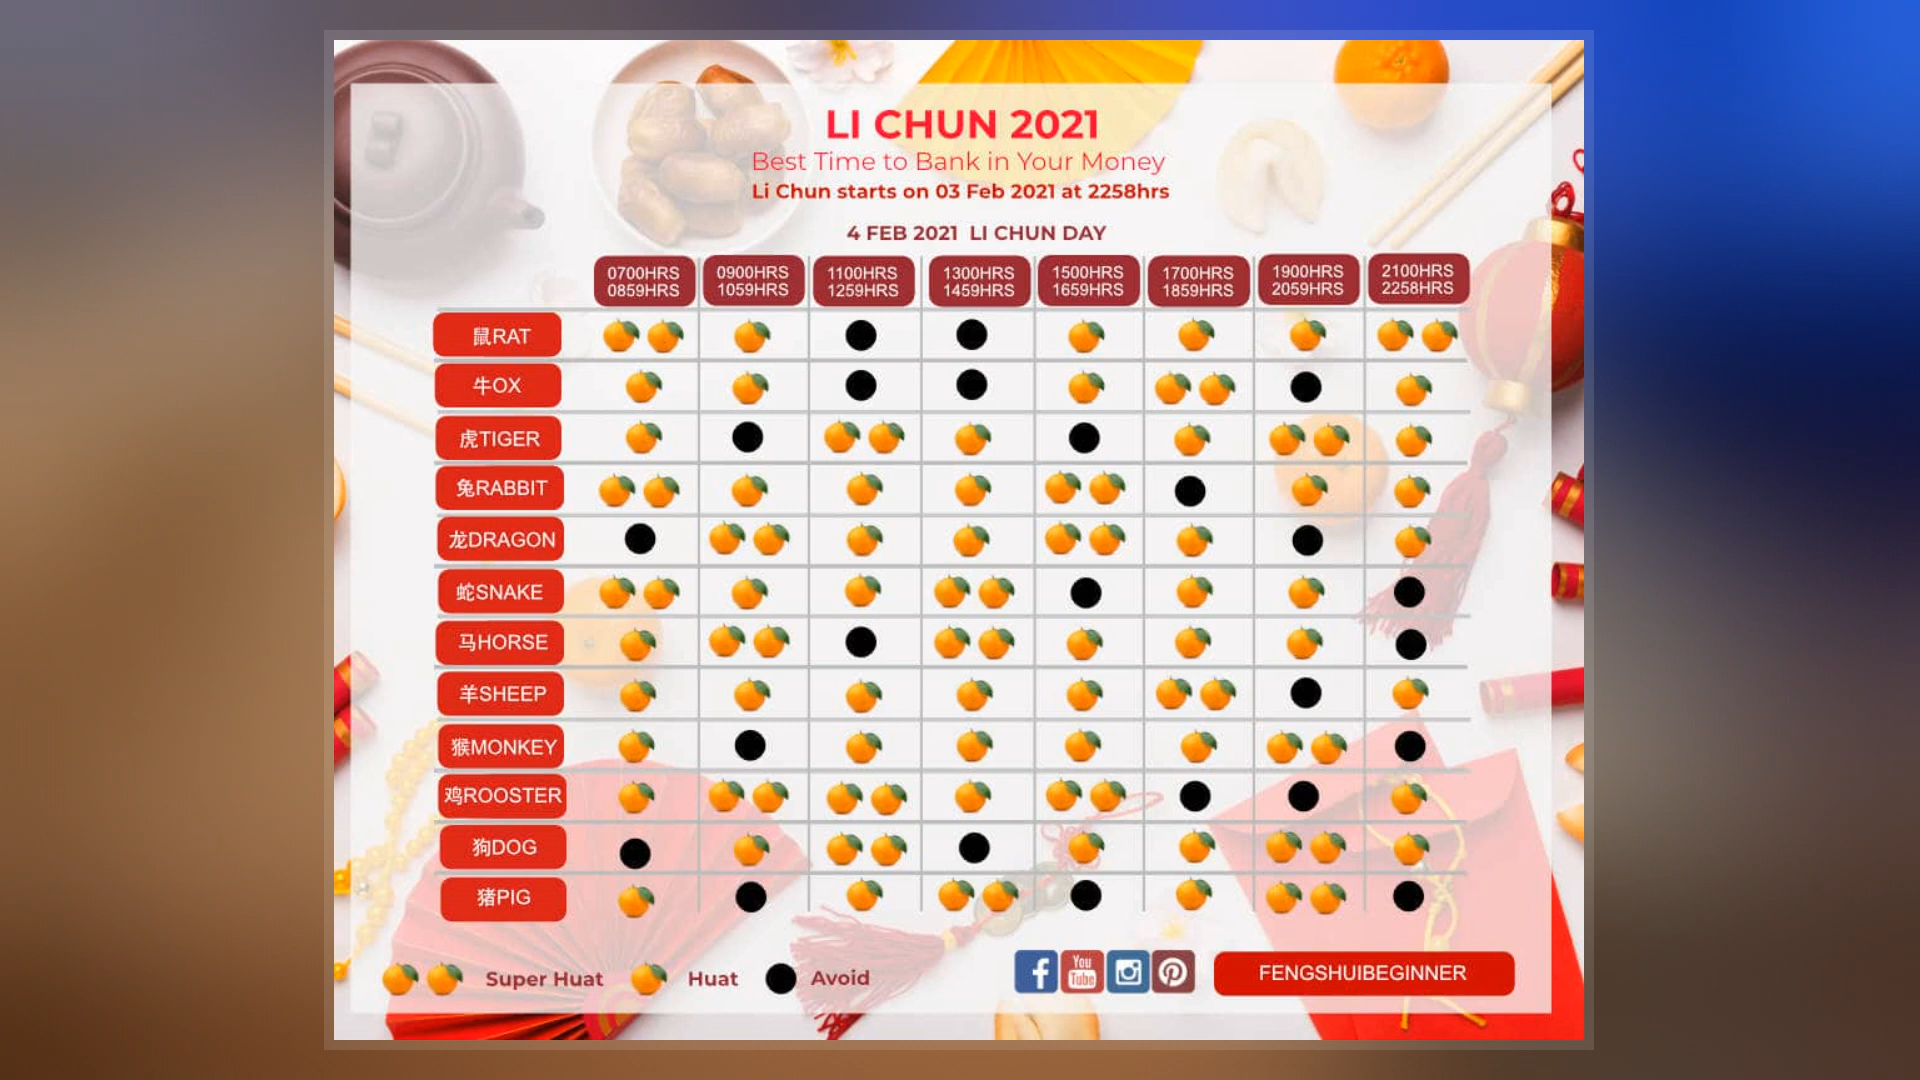 LI CHUN 2021
Best Time to Bank in Your Money
Li Chun starts on 03 Feb 2021 at 2258hrs
4 FEB 2021 LI CHUN DAY
0700HRS 0900HRS 1100HRS 1300HRS 1500HRS 1700HRS 1900HRS 2100HRS
0859HRS 1059HRS 1259HRS 1459HRS 1659HRS 1859HRS 2059HRS 2258HRS
鼠RAT
牛OX
虎TIGER
兔RABBIT
龙DRAGON
蛇SNAKE
马HORSE
羊SHEEP
猴MONKEY
鸡ROOSTER
狗DOG
猪PIG
Super Huat Huat Avoid
You Tube
FENGSHUIBEGINNER